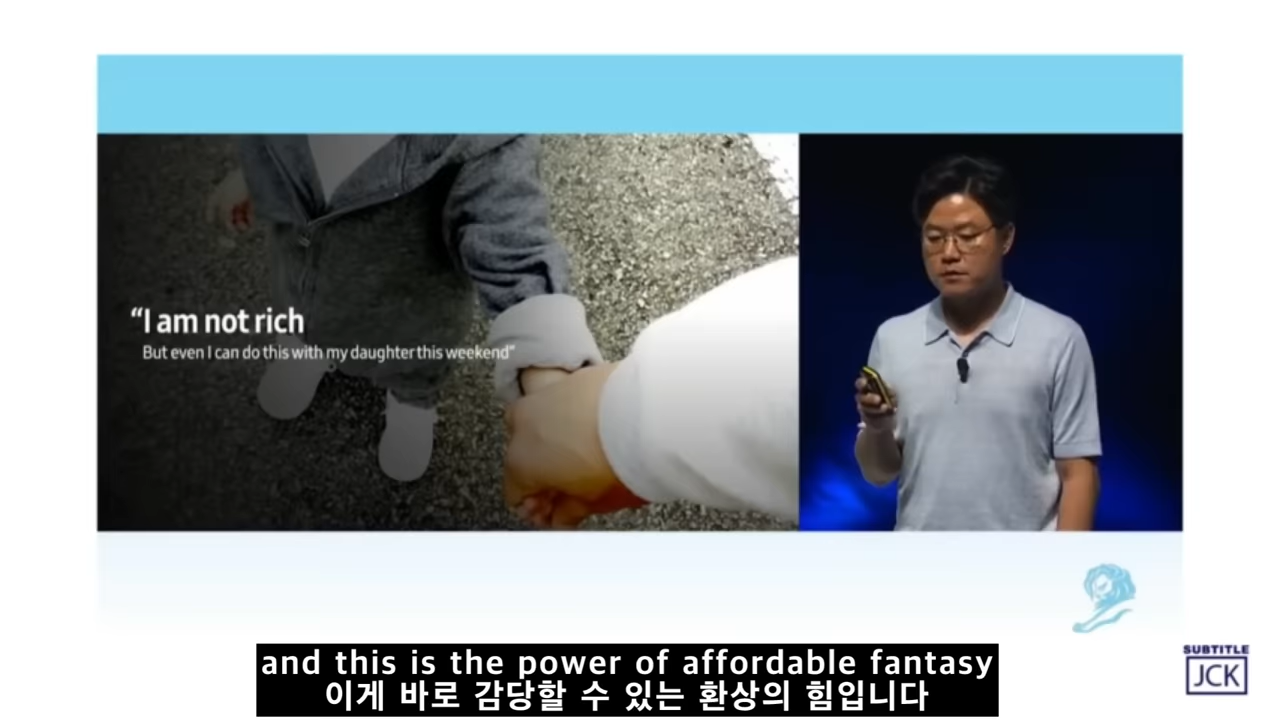 “I am not rich
But even I can do this with my daughter this weekend”
and this is the power of affordable fantasy
이게 바로 감당할 수 있는 환상의 힘입니다
SUBTITLE
JCK